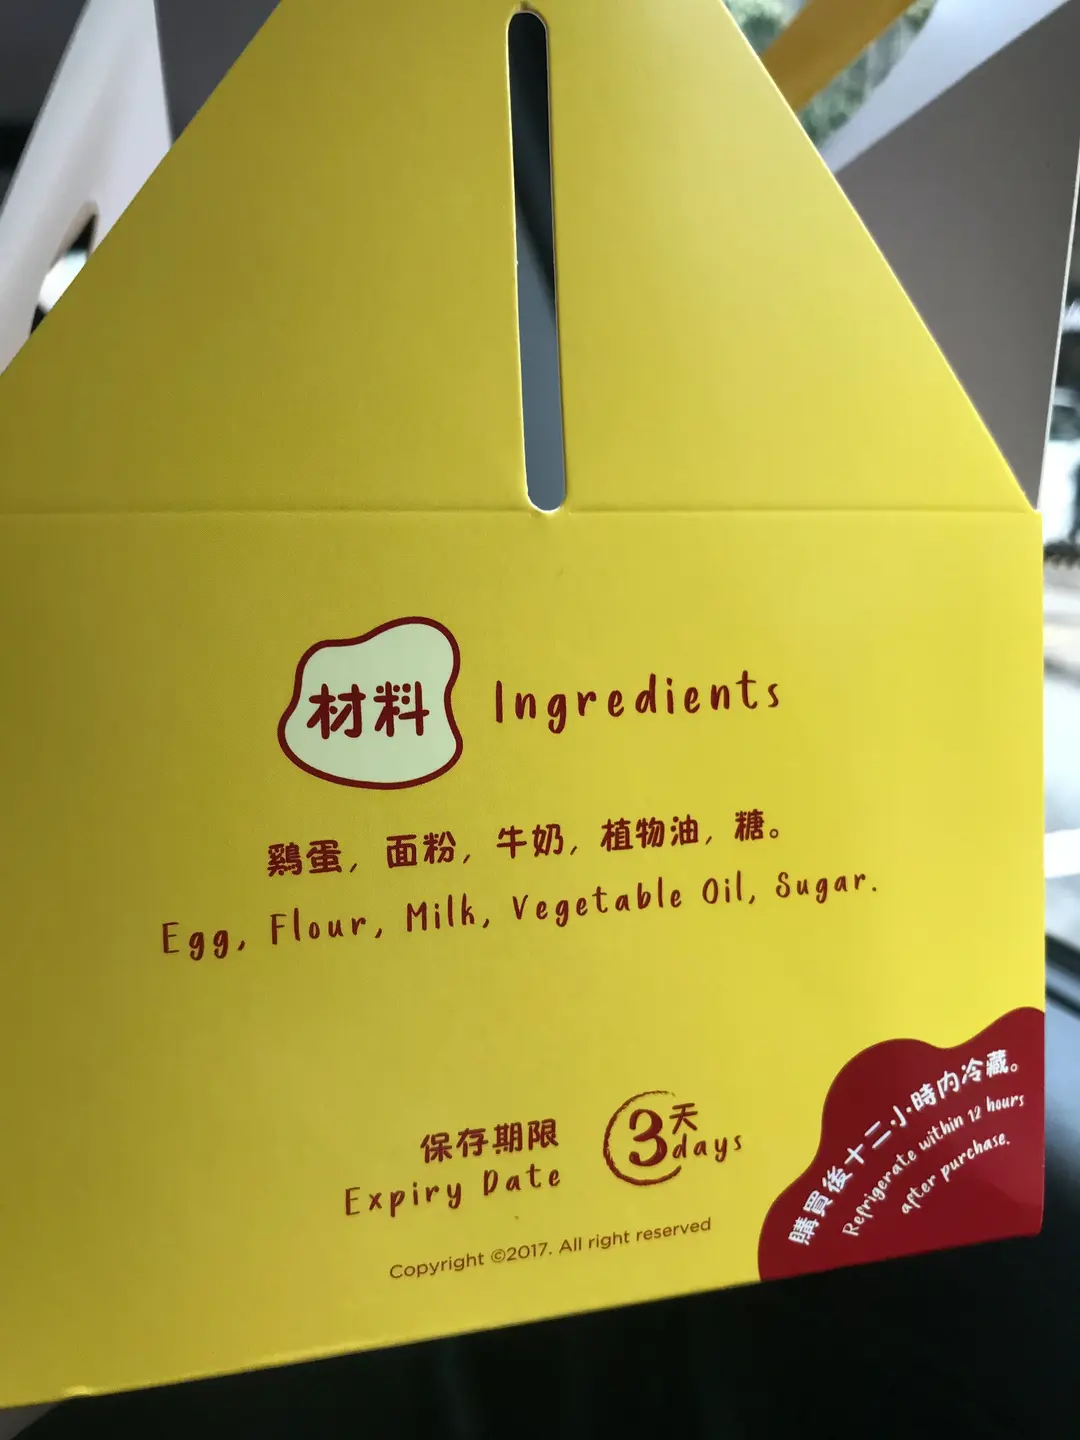 材料 Ingredients
鷄蛋, 面粉, 牛奶, 植物油, 糖。
Egg, Flour, Milk, Vegetable Oil, Sugar.
保存期限 3天
Expiry Date days
Copyright ©2017. All right reserved
購買後十二小時内冷藏。
Refrigerate within 12 hours
after purchase.